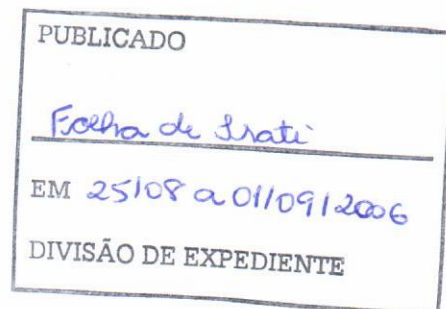 PUBLICADO
Folha de Irati
EM 25/08 a 01/09/2006
DIVISÃO DE EXPEDIENTE